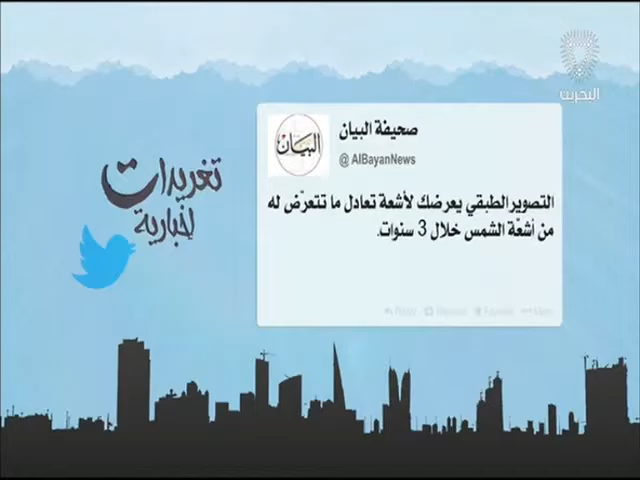 البحرين
صحيفة البيان
@ AlBayanNews
البيان
تغريدات
إخبارية
التصوير الطبقي يعرضك لأشعة تعادل ما تتعرّض له
من أشعّة الشمس خلال 3 سنوات.